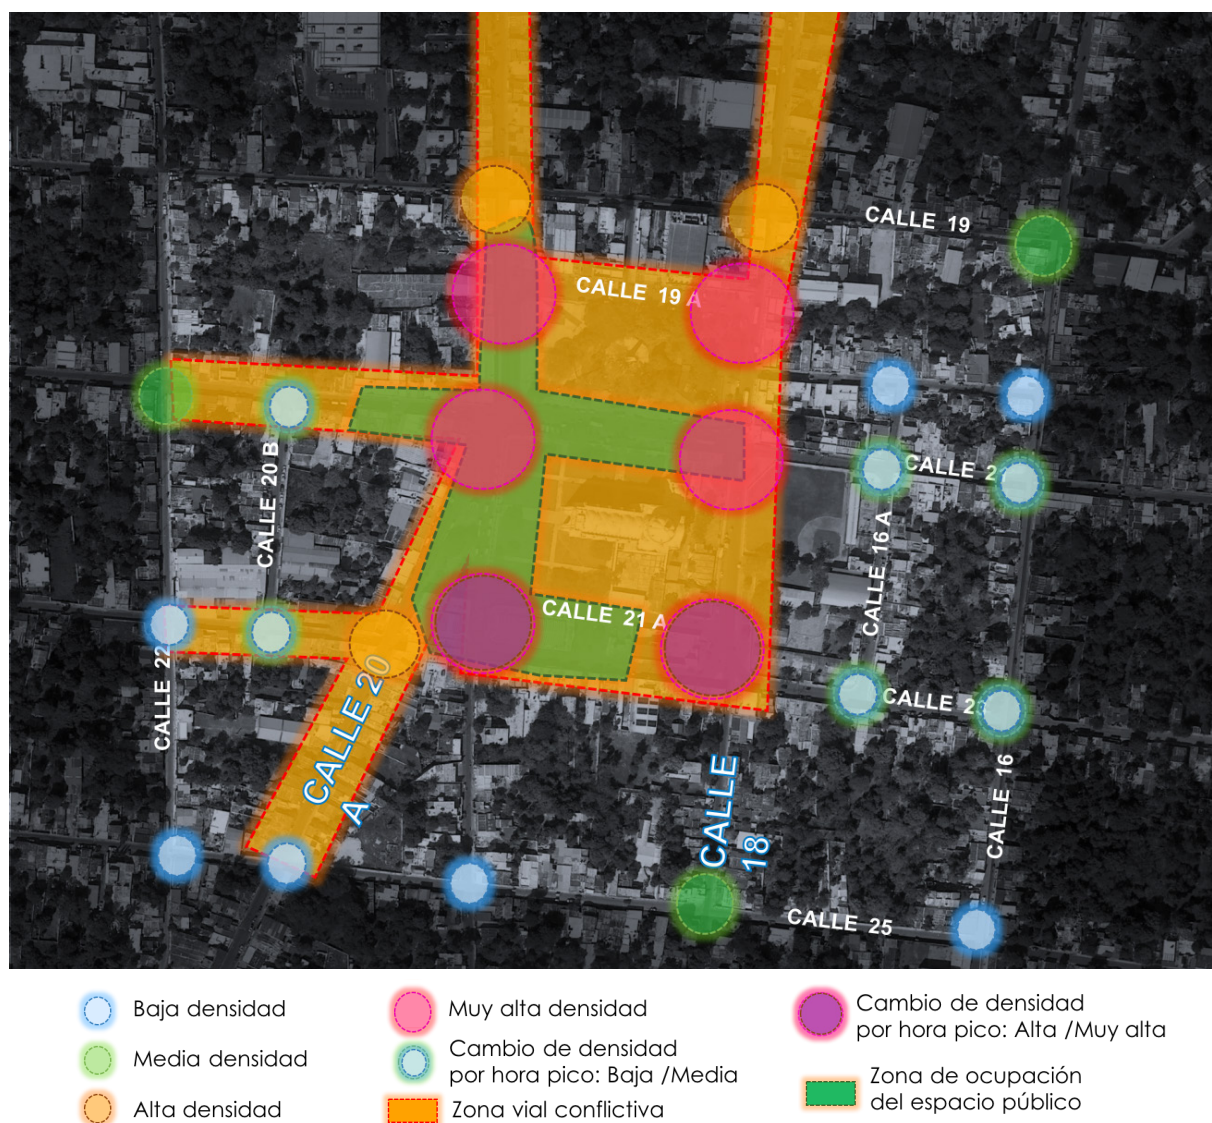 CALLE 19
CALLE 19 A
CALLE 20 B
CALLE 2
CALLE 16 A
CALLE 21 A
CALLE 22
CALLE 20
A
CALLE 2
CALLE
18
CALLE 16
CALLE 25
Baja densidad
Media densidad
Alta densidad
Muy alta densidad
Cambio de densidad
por hora pico: Baja /Media
Zona vial conflictiva
Cambio de densidad
por hora pico: Alta /Muy alta
Zona de ocupación
del espacio público